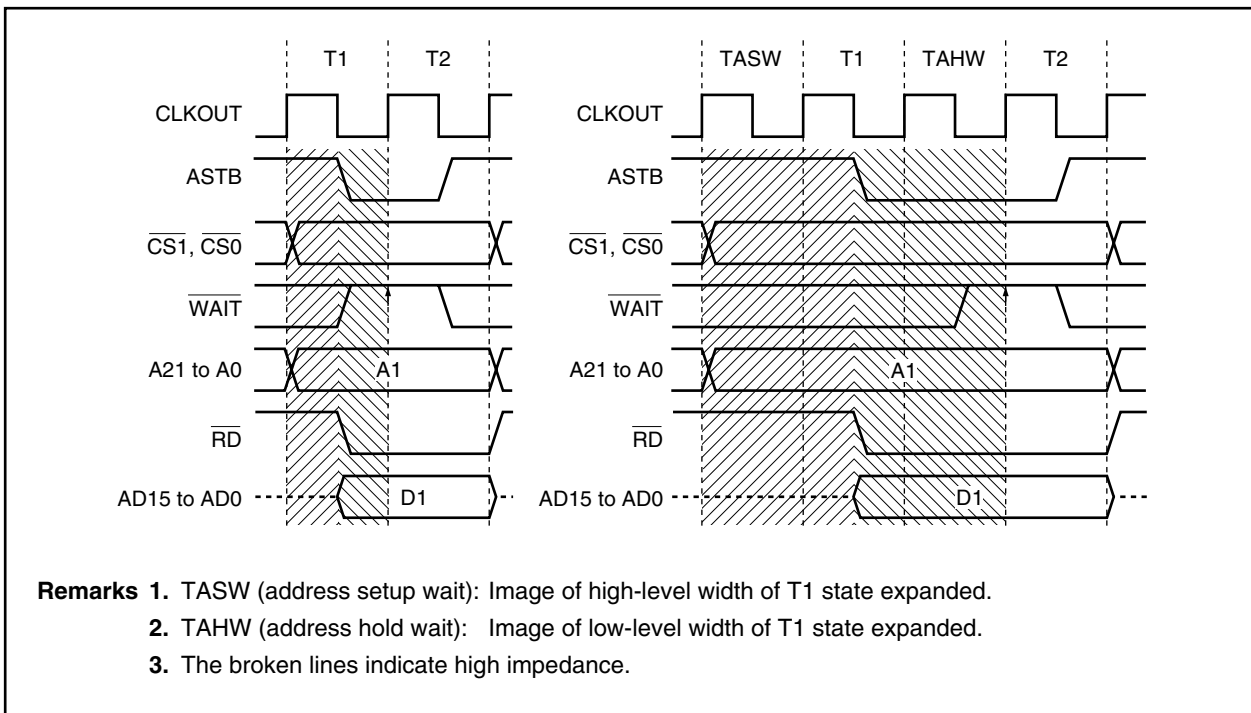 T1 T2 TASW T1 TAHW T2
CLKOUT CLKOUT
ASTB ASTB
CS1, CS0 CS1, CS0
WAIT WAIT
A21 to A0 A1 A21 to A0 A1
RD RD
AD15 to AD0 D1 AD15 to AD0 D1
Remarks 1. TASW (address setup wait): Image of high-level width of T1 state expanded.
2. TAHW (address hold wait): Image of low-level width of T1 state expanded.
3. The broken lines indicate high impedance.